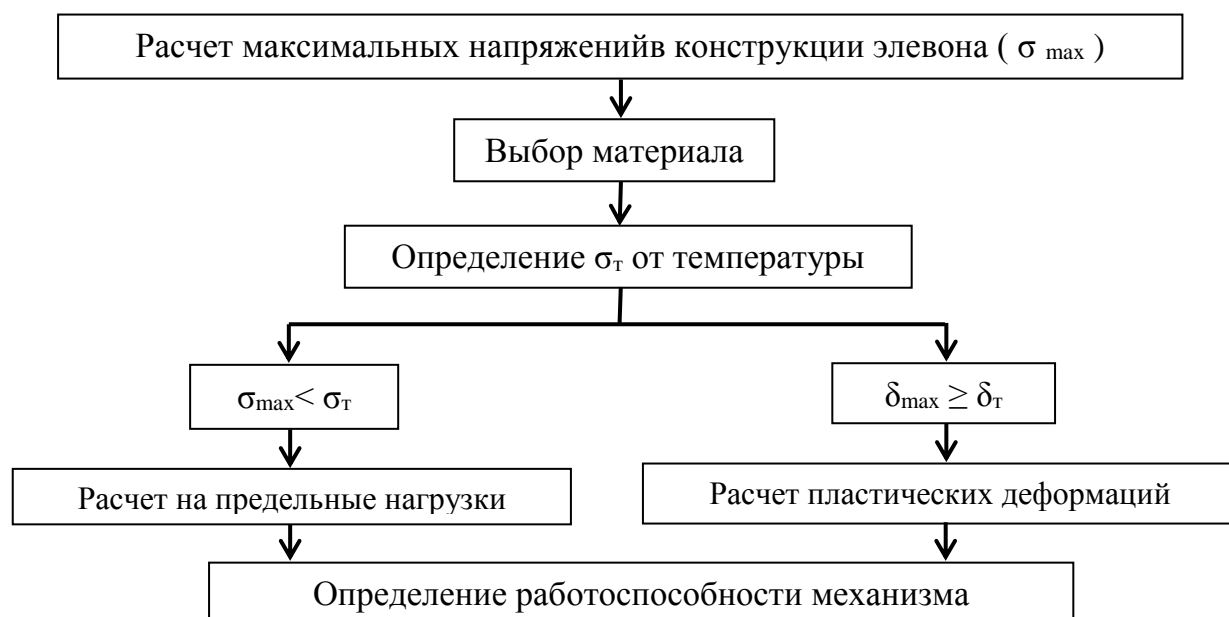 Расчет максимальных напряженийв конструкции элевона ( σ max )
Выбор материала
Определение σт от температуры
σmax< σт
δmax ≥ δт
Расчет на предельные нагрузки
Расчет пластических деформаций
Определение работоспособности механизма